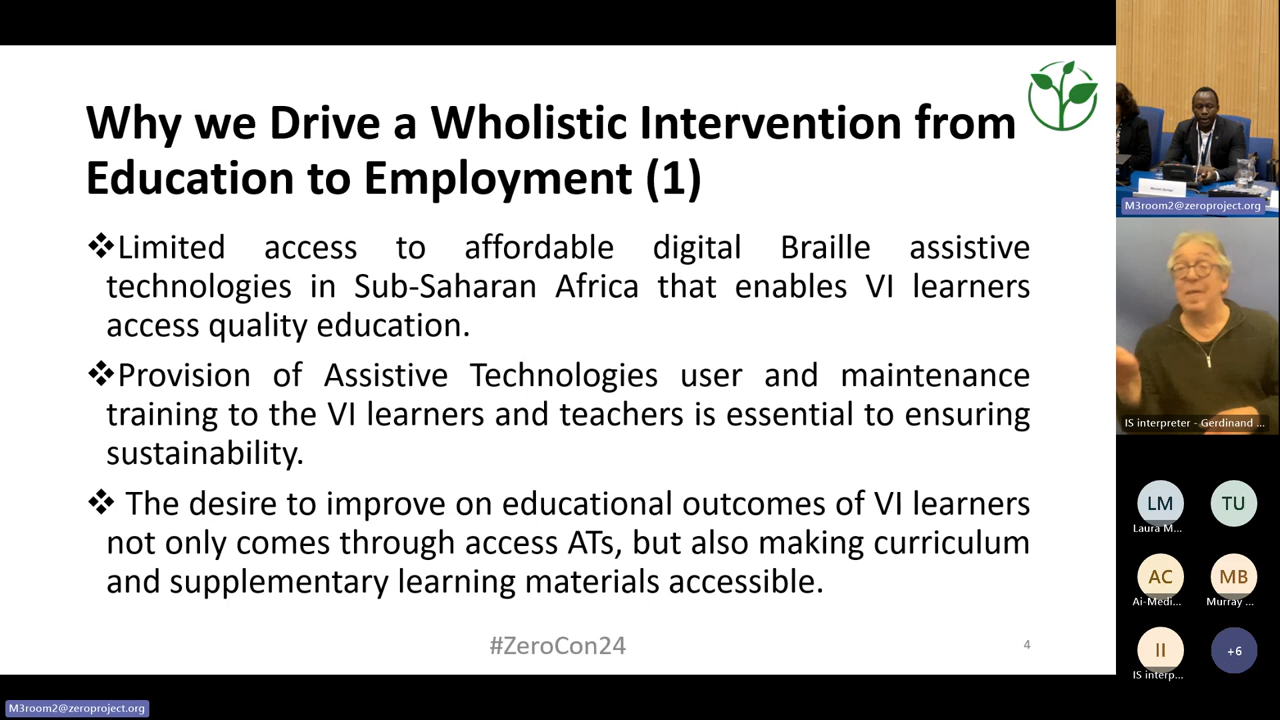 Why we Drive a Wholistic Intervention from
Education to Employment (1)
❖Limited access to affordable digital Braille assistive
technologies in Sub-Saharan Africa that enables VI learners
access quality education.
❖Provision of Assistive Technologies user and maintenance
training to the VI learners and teachers is essential to ensuring
sustainability.
❖ The desire to improve on educational outcomes of VI learners
not only comes through access ATs, but also making curriculum
and supplementary learning materials accessible.
#ZeroCon24
4
M3room2@zeroproject.org
IS interpreter - Gerdinand ...
LM
Laura M...
TU
AC
Ai-Medi...
MB
Murray ...
II
IS interp...
+6
M3room2@zeroproject.org